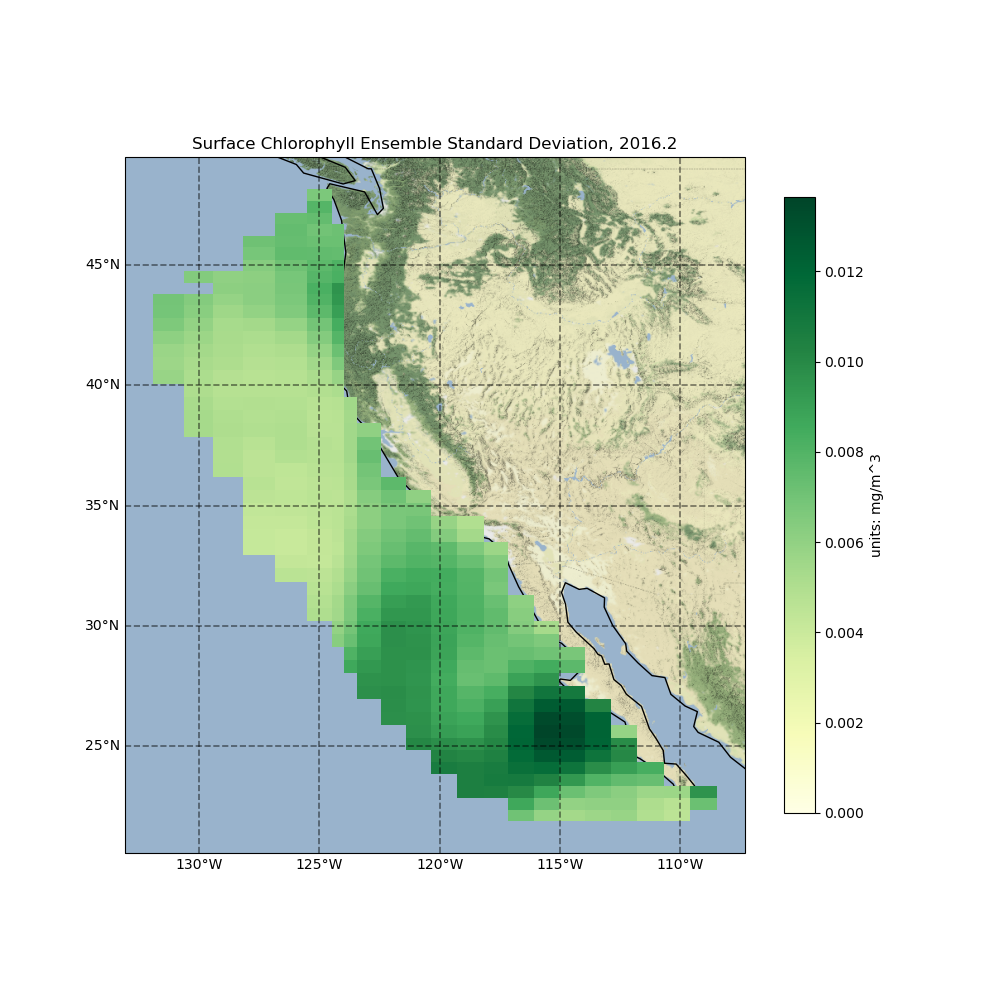 Surface Chlorophyll Ensemble Standard Deviation, 2016.2
45°N
40°N
35°N
30°N
25°N
130°W
125°W
120°W
115°W
110°W
0.012
0.010
0.008
0.006
0.004
0.002
0.000
units: mg/m^3